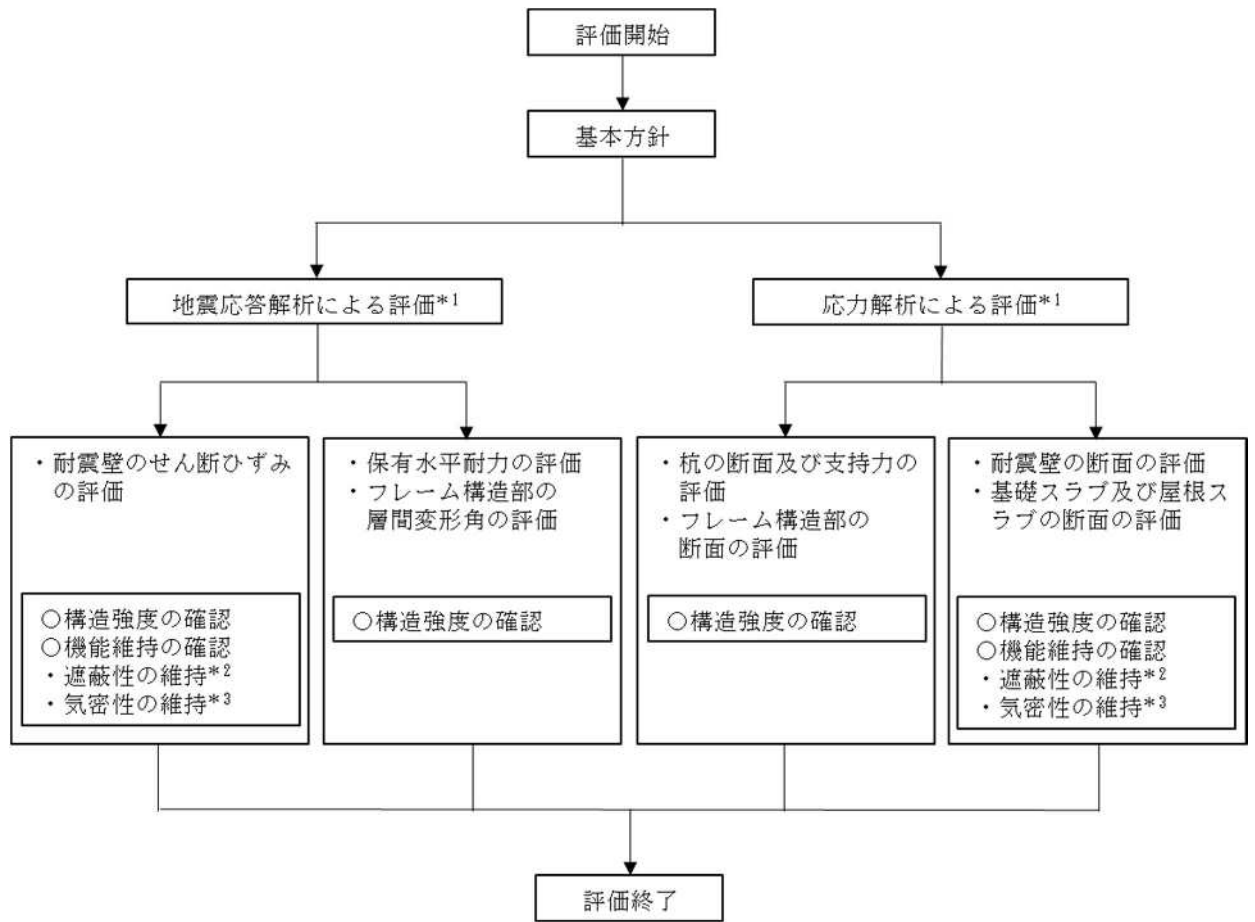 評価開始
基本方針
地震応答解析による評価*1
応力解析による評価*1
・耐震壁のせん断ひずみ
の評価
○構造強度の確認
○機能維持の確認
・遮蔽性の維持*2
・気密性の維持*3
・保有水平耐力の評価
・フレーム構造部の
層間変形角の評価
○構造強度の確認
・杭の断面及び支持力の
評価
・フレーム構造部の
断面の評価
○構造強度の確認
・耐震壁の断面の評価
・基礎スラブ及び屋根ス
ラブの断面の評価
○構造強度の確認
○機能維持の確認
・遮蔽性の維持*2
・気密性の維持*3
評価終了